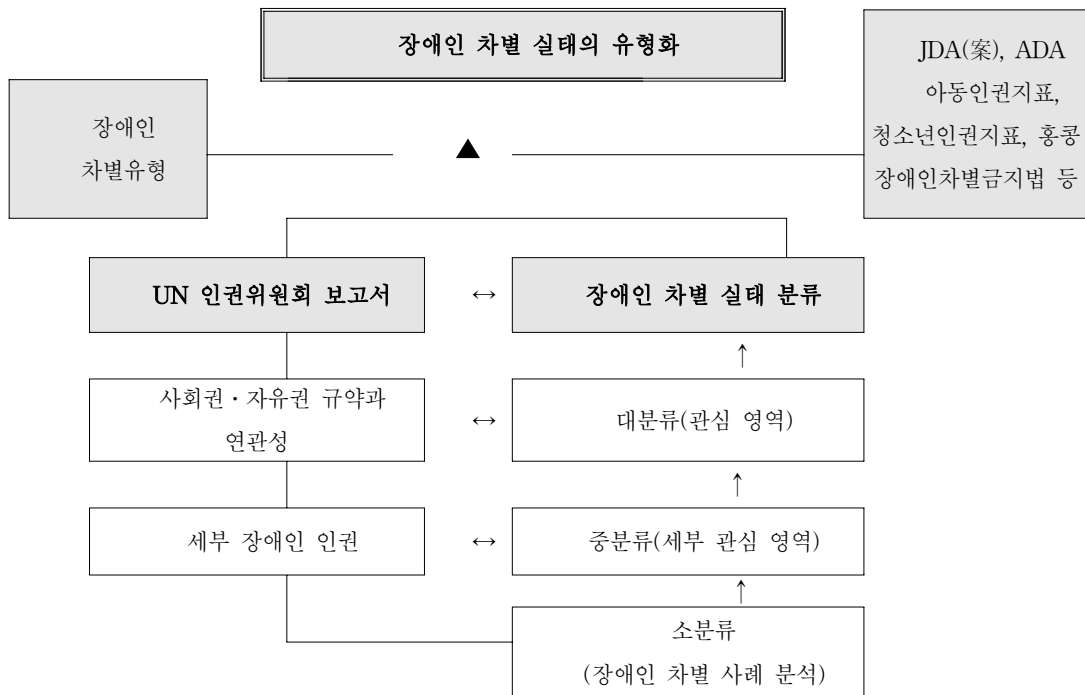 장애인 차별 실태의 유형화
JDA(案), ADA
아동인권지표,
청소년인권지표, 홍콩
장애인차별금지법 등
장애인
차별유형
▲
UN 인권위원회 보고서
↔
장애인 차별 실태 분류
↑
사회권·자유권 규약과
연관성
↔
대분류(관심 영역)
↑
세부 장애인 인권
↔
중분류(세부 관심 영역)
↑
소분류
(장애인 차별 사례 분석)